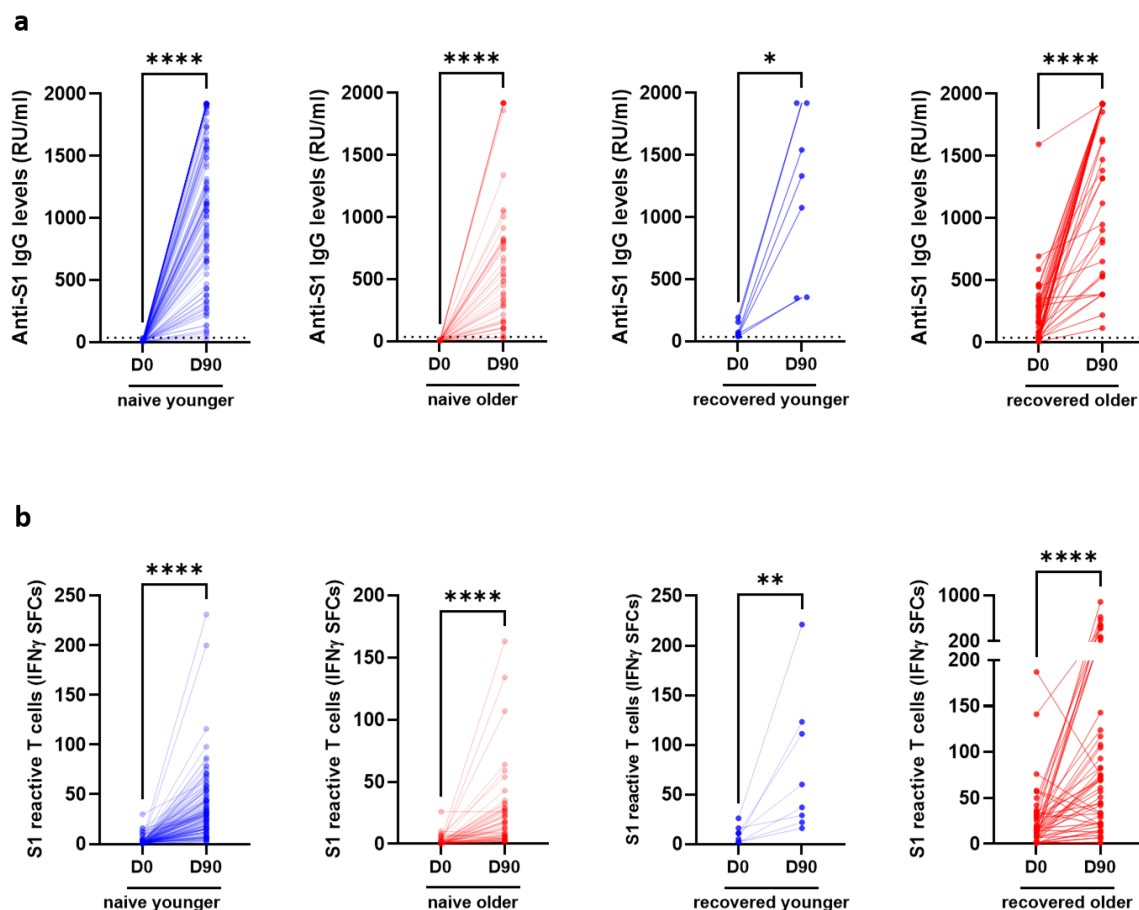 a
**** **** * ****
Anti-S1 IgG levels (RU/ml) Anti-S1 IgG levels (RU/ml) Anti-S1 IgG levels (RU/ml) Anti-S1 IgG levels (RU/ml)
2000 2000 2000 2000
1500 1500 1500 1500
1000 1000 1000 1000
500 500 500 500
0 0 0 0
D0 D90 D0 D90 D0 D90 D0 D90
naive younger naive older recovered younger recovered older
b
**** **** ** ****
S1 reactive T cells (IFNγ SFCs) S1 reactive T cells (IFNγ SFCs) S1 reactive T cells (IFNγ SFCs) S1 reactive T cells (IFNγ SFCs)
250 200 250 1000
200 150 200 200
150 100 150 200
100 50 100 150
50 0 50 100
0 0 50
0
D0 D90 D0 D90 D0 D90 D0 D90
naive younger naive older recovered younger recovered older